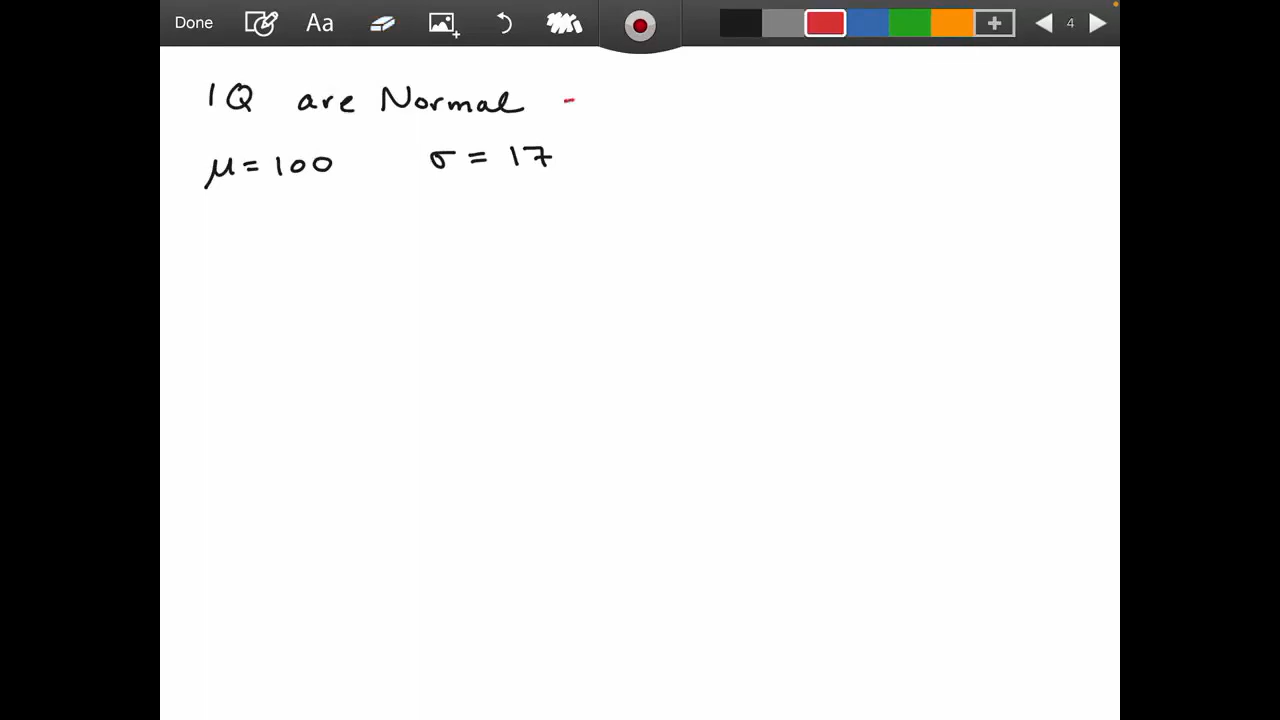 Done Aa 4
IQ are Normal -
μ = 100 σ = 17